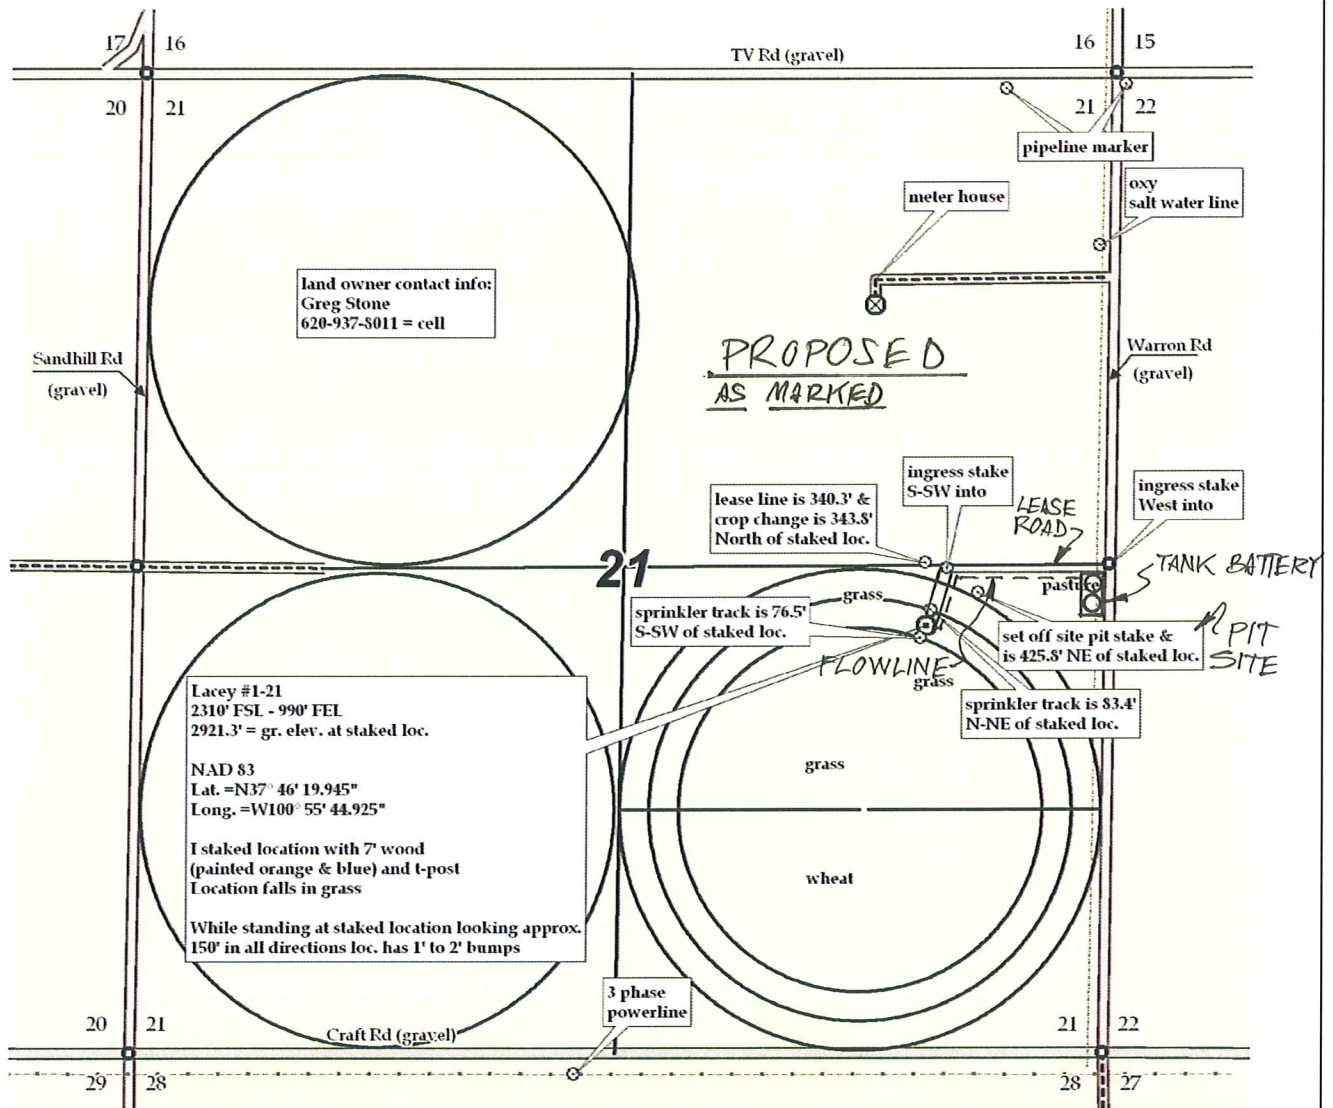 17
16
TV Rd (gravel)
16
15
20
21
21
22
pipeline marker
oxy
salt water line
meter house
land owner contact info:
Greg Stone
620-937-8011 = cell
Sandhill Rd
(gravel)
PROPOSED
AS MARKED
Warron Rd
(gravel)
ingress stake
S-SW into
lease line is 340.3' &
crop change is 343.8'
North of staked loc.
LEASE
ROAD
ingress stake
West into
21
TANK BATTERY
pasture
grass
sprinkler track is 76.5'
S-SW of staked loc.
set off site pit stake &
is 425.8' NE of staked loc.
PIT
SITE
FLOWLINE
grass
sprinkler track is 83.4'
N-NE of staked loc.
Lacey #1-21
2310' FSL - 990' FEL
2921.3' = gr. elev. at staked loc.
NAD 83
Lat. =N37° 46' 19.945"
Long. =W100° 55' 44.925"
I staked location with 7' wood
(painted orange & blue) and t-post
Location falls in grass
While standing at staked location looking approx.
150' in all directions loc. has 1' to 2' bumps
grass
wheat
3 phase
powerline
20
21
Craft Rd (gravel)
21
22
29
28
28
27